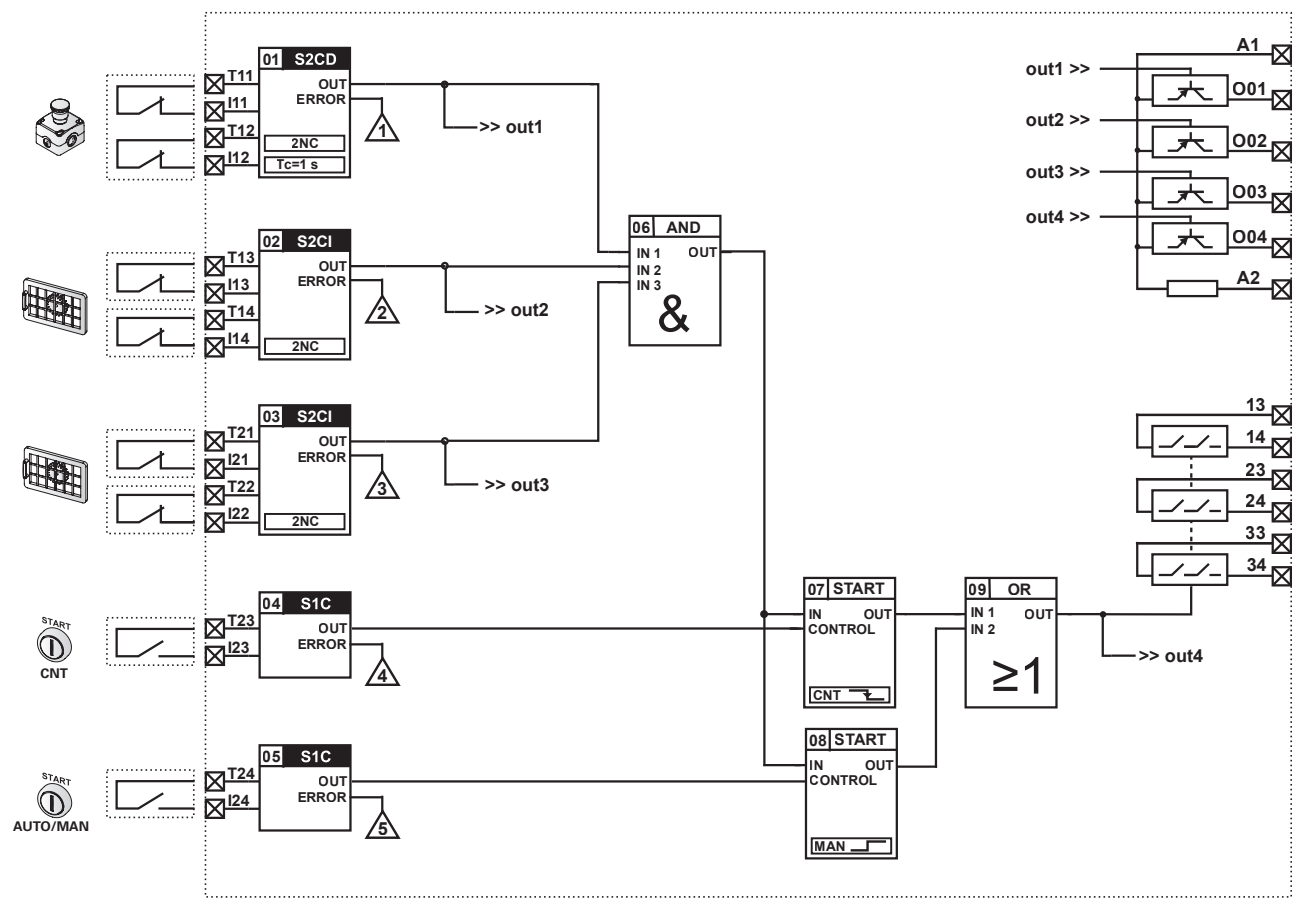 01 S2CD
T11
I11
T12
I12
OUT
ERROR
2NC
Tc=1 s
1
>> out1
02 S2CI
T13
I13
T14
I14
OUT
ERROR
2NC
2
>> out2
03 S2CI
T21
I21
T22
I22
OUT
ERROR
2NC
3
>> out3
START
CNT
04 S1C
T23
I23
OUT
ERROR
4
START
AUTO/MAN
05 S1C
T24
I24
OUT
ERROR
5
06 AND
IN 1 OUT
IN 2
IN 3
&
07 START
IN OUT
CONTROL
CNT
08 START
IN OUT
CONTROL
MAN
09 OR
IN 1 OUT
IN 2
≥1
>> out4
A1
out1 >>
O01
out2 >>
O02
out3 >>
O03
out4 >>
O04
A2
13
14
23
24
33
34